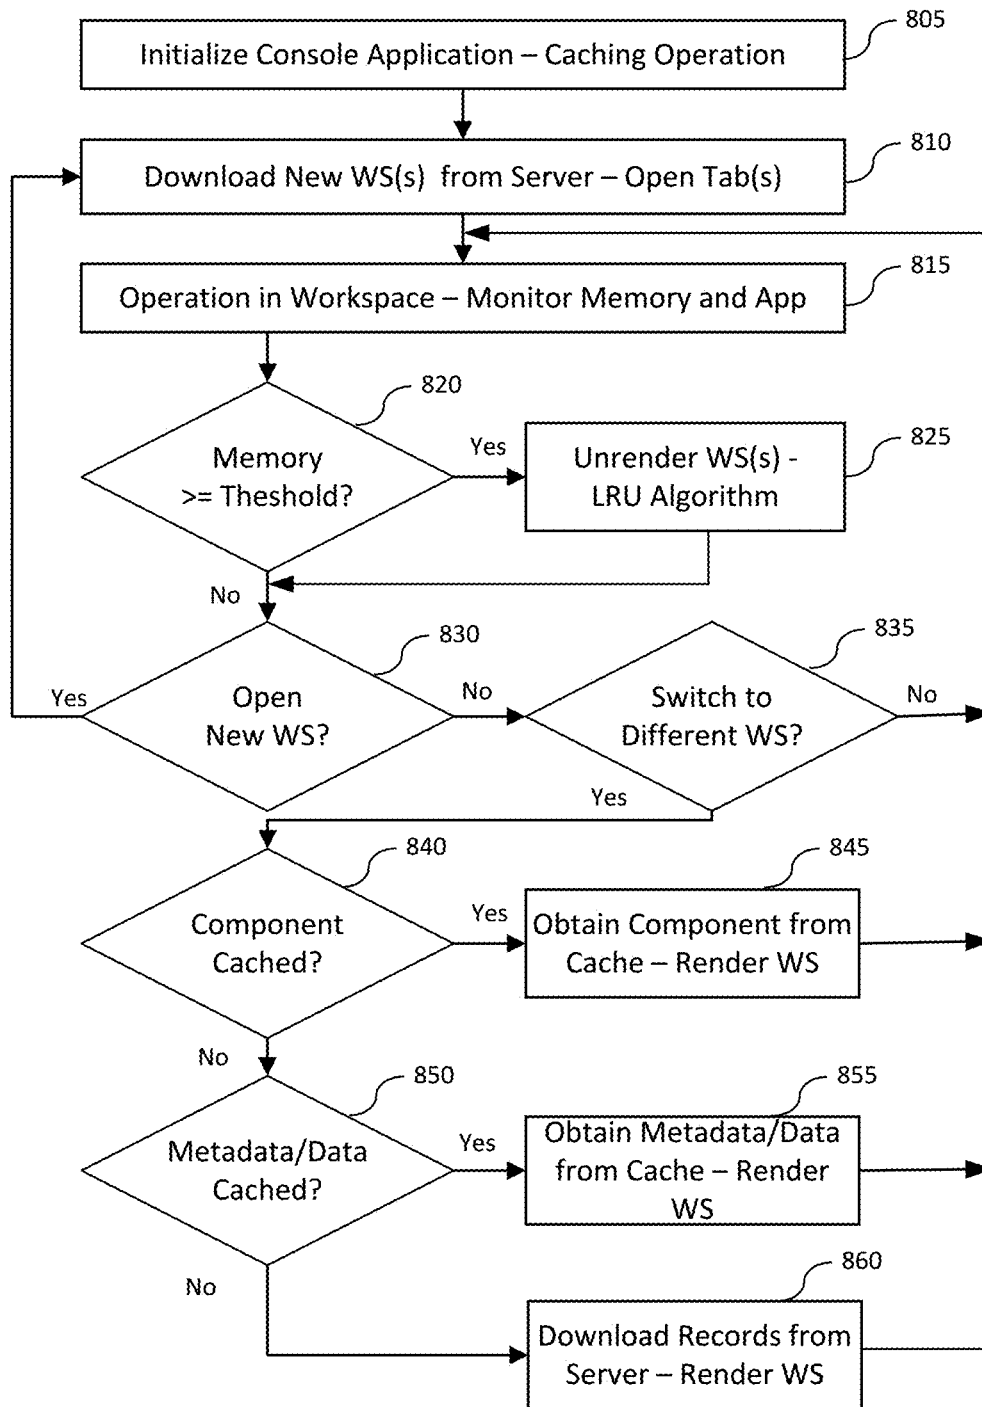 805
Initialize Console Application – Caching Operation
810
Download New WS(s) from Server – Open Tab(s)
815
Operation in Workspace – Monitor Memory and App
820
Memory
>= Theshold?
Yes
825
Unrender WS(s) -
LRU Algorithm
No
830
Open
New WS?
Yes
No
835
Switch to
Different WS?
No
Yes
840
Component
Cached?
Yes
845
Obtain Component from
Cache – Render WS
No
850
Metadata/Data
Cached?
Yes
855
Obtain Metadata/Data
from Cache – Render
WS
No
860
Download Records from
Server – Render WS